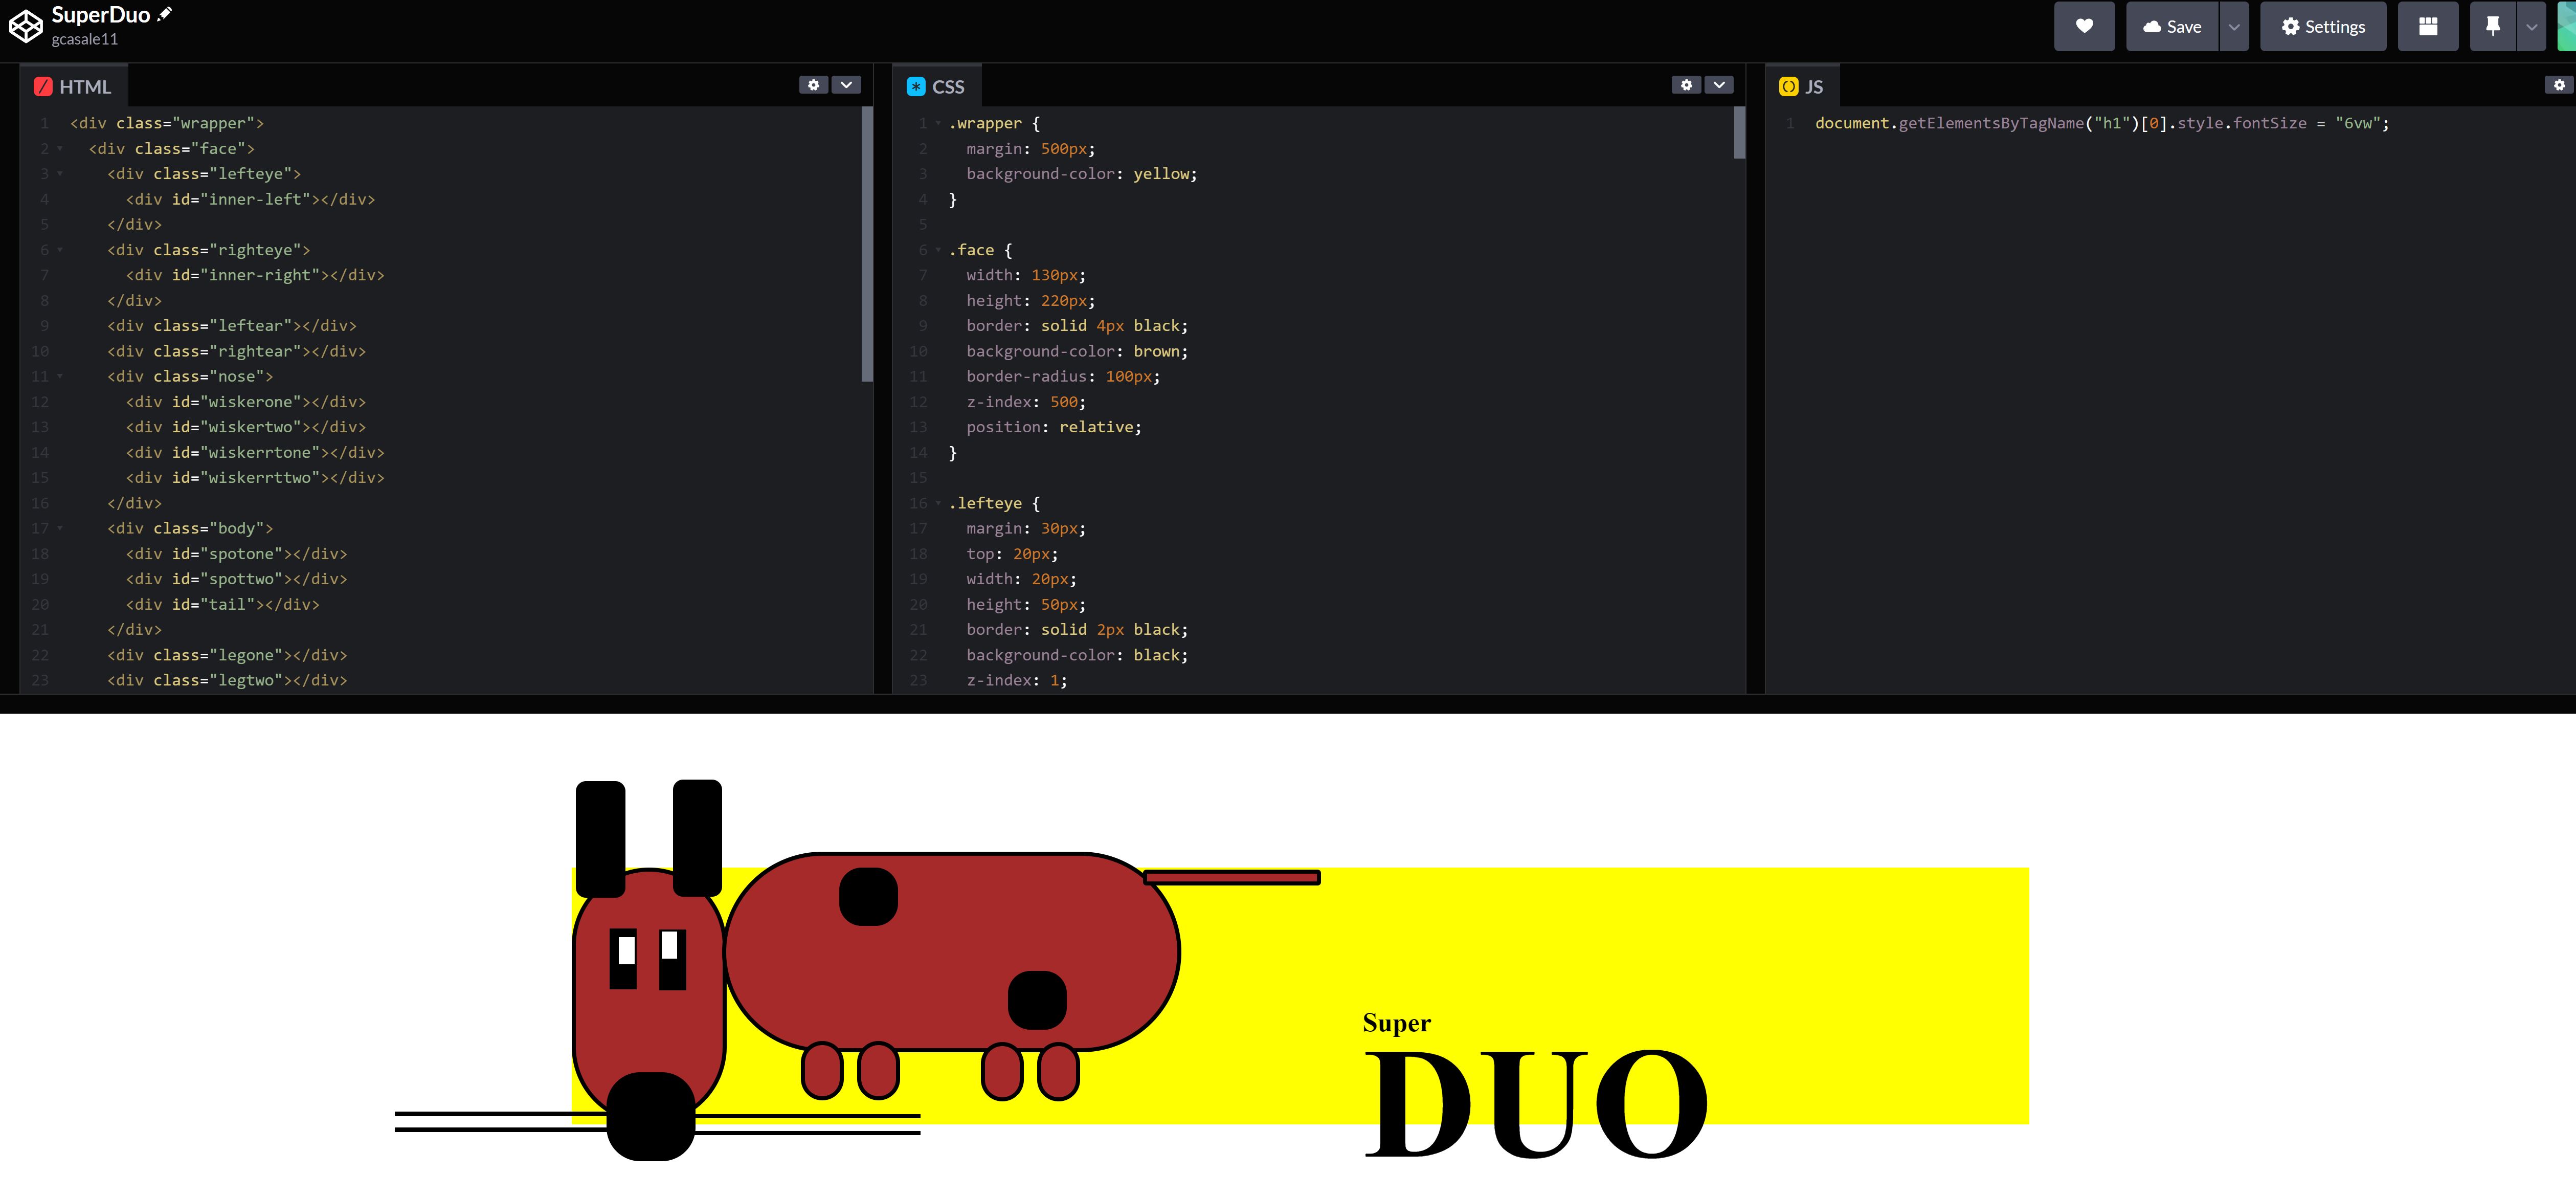 SuperDuo
gcasale11
Save
Settings
HTML
1 <div class="wrapper">
2 <div class="face">
3 <div class="lefteye">
4 <div id="inner-left"></div>
5 </div>
6 <div class="righteye">
7 <div id="inner-right"></div>
8 </div>
9 <div class="leftear"></div>
10 <div class="rightear"></div>
11 <div class="nose">
12 <div id="wiskerone"></div>
13 <div id="wiskertwo"></div>
14 <div id="wiskerrtone"></div>
15 <div id="wiskerrttwo"></div>
16 </div>
17 <div class="body">
18 <div id="spotone"></div>
19 <div id="spottwo"></div>
20 <div id="tail"></div>
21 </div>
22 <div class="legone"></div>
23 <div class="legtwo"></div>
CSS
1 .wrapper {
2 margin: 500px;
3 background-color: yellow;
4 }
5
6 .face {
7 width: 130px;
8 height: 220px;
9 border: solid 4px black;
10 background-color: brown;
11 border-radius: 100px;
12 z-index: 500;
13 position: relative;
14 }
15
16 .lefteye {
17 margin: 30px;
18 top: 20px;
19 width: 20px;
20 height: 50px;
21 border: solid 2px black;
22 background-color: black;
23 z-index: 1;
JS
1 document.getElementsByTagName("h1")[0].style.fontSize = "6vw";
Super
DUO